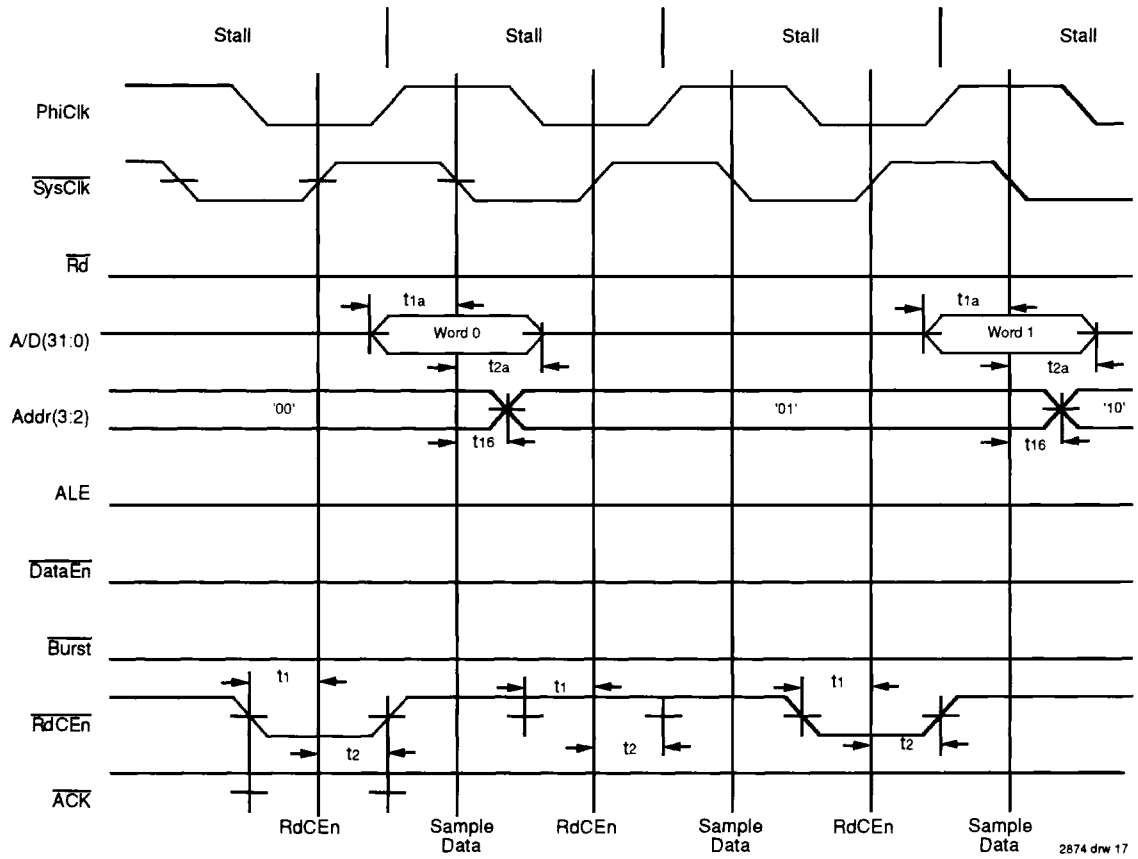 Stall Stall Stall Stall
PhiClk
SysClk
Rd
t1a t1a
A/D(31:0) Word 0 Word 1
t2a t2a
Addr(3:2) '00' '01' '10'
t16 t16
ALE
DataEn
Burst
t1 t1 t1
RdCEn
t2 t2 t2
ACK
RdCEn Sample RdCEn Sample RdCEn Sample
Data Data Data
2874 drw 17